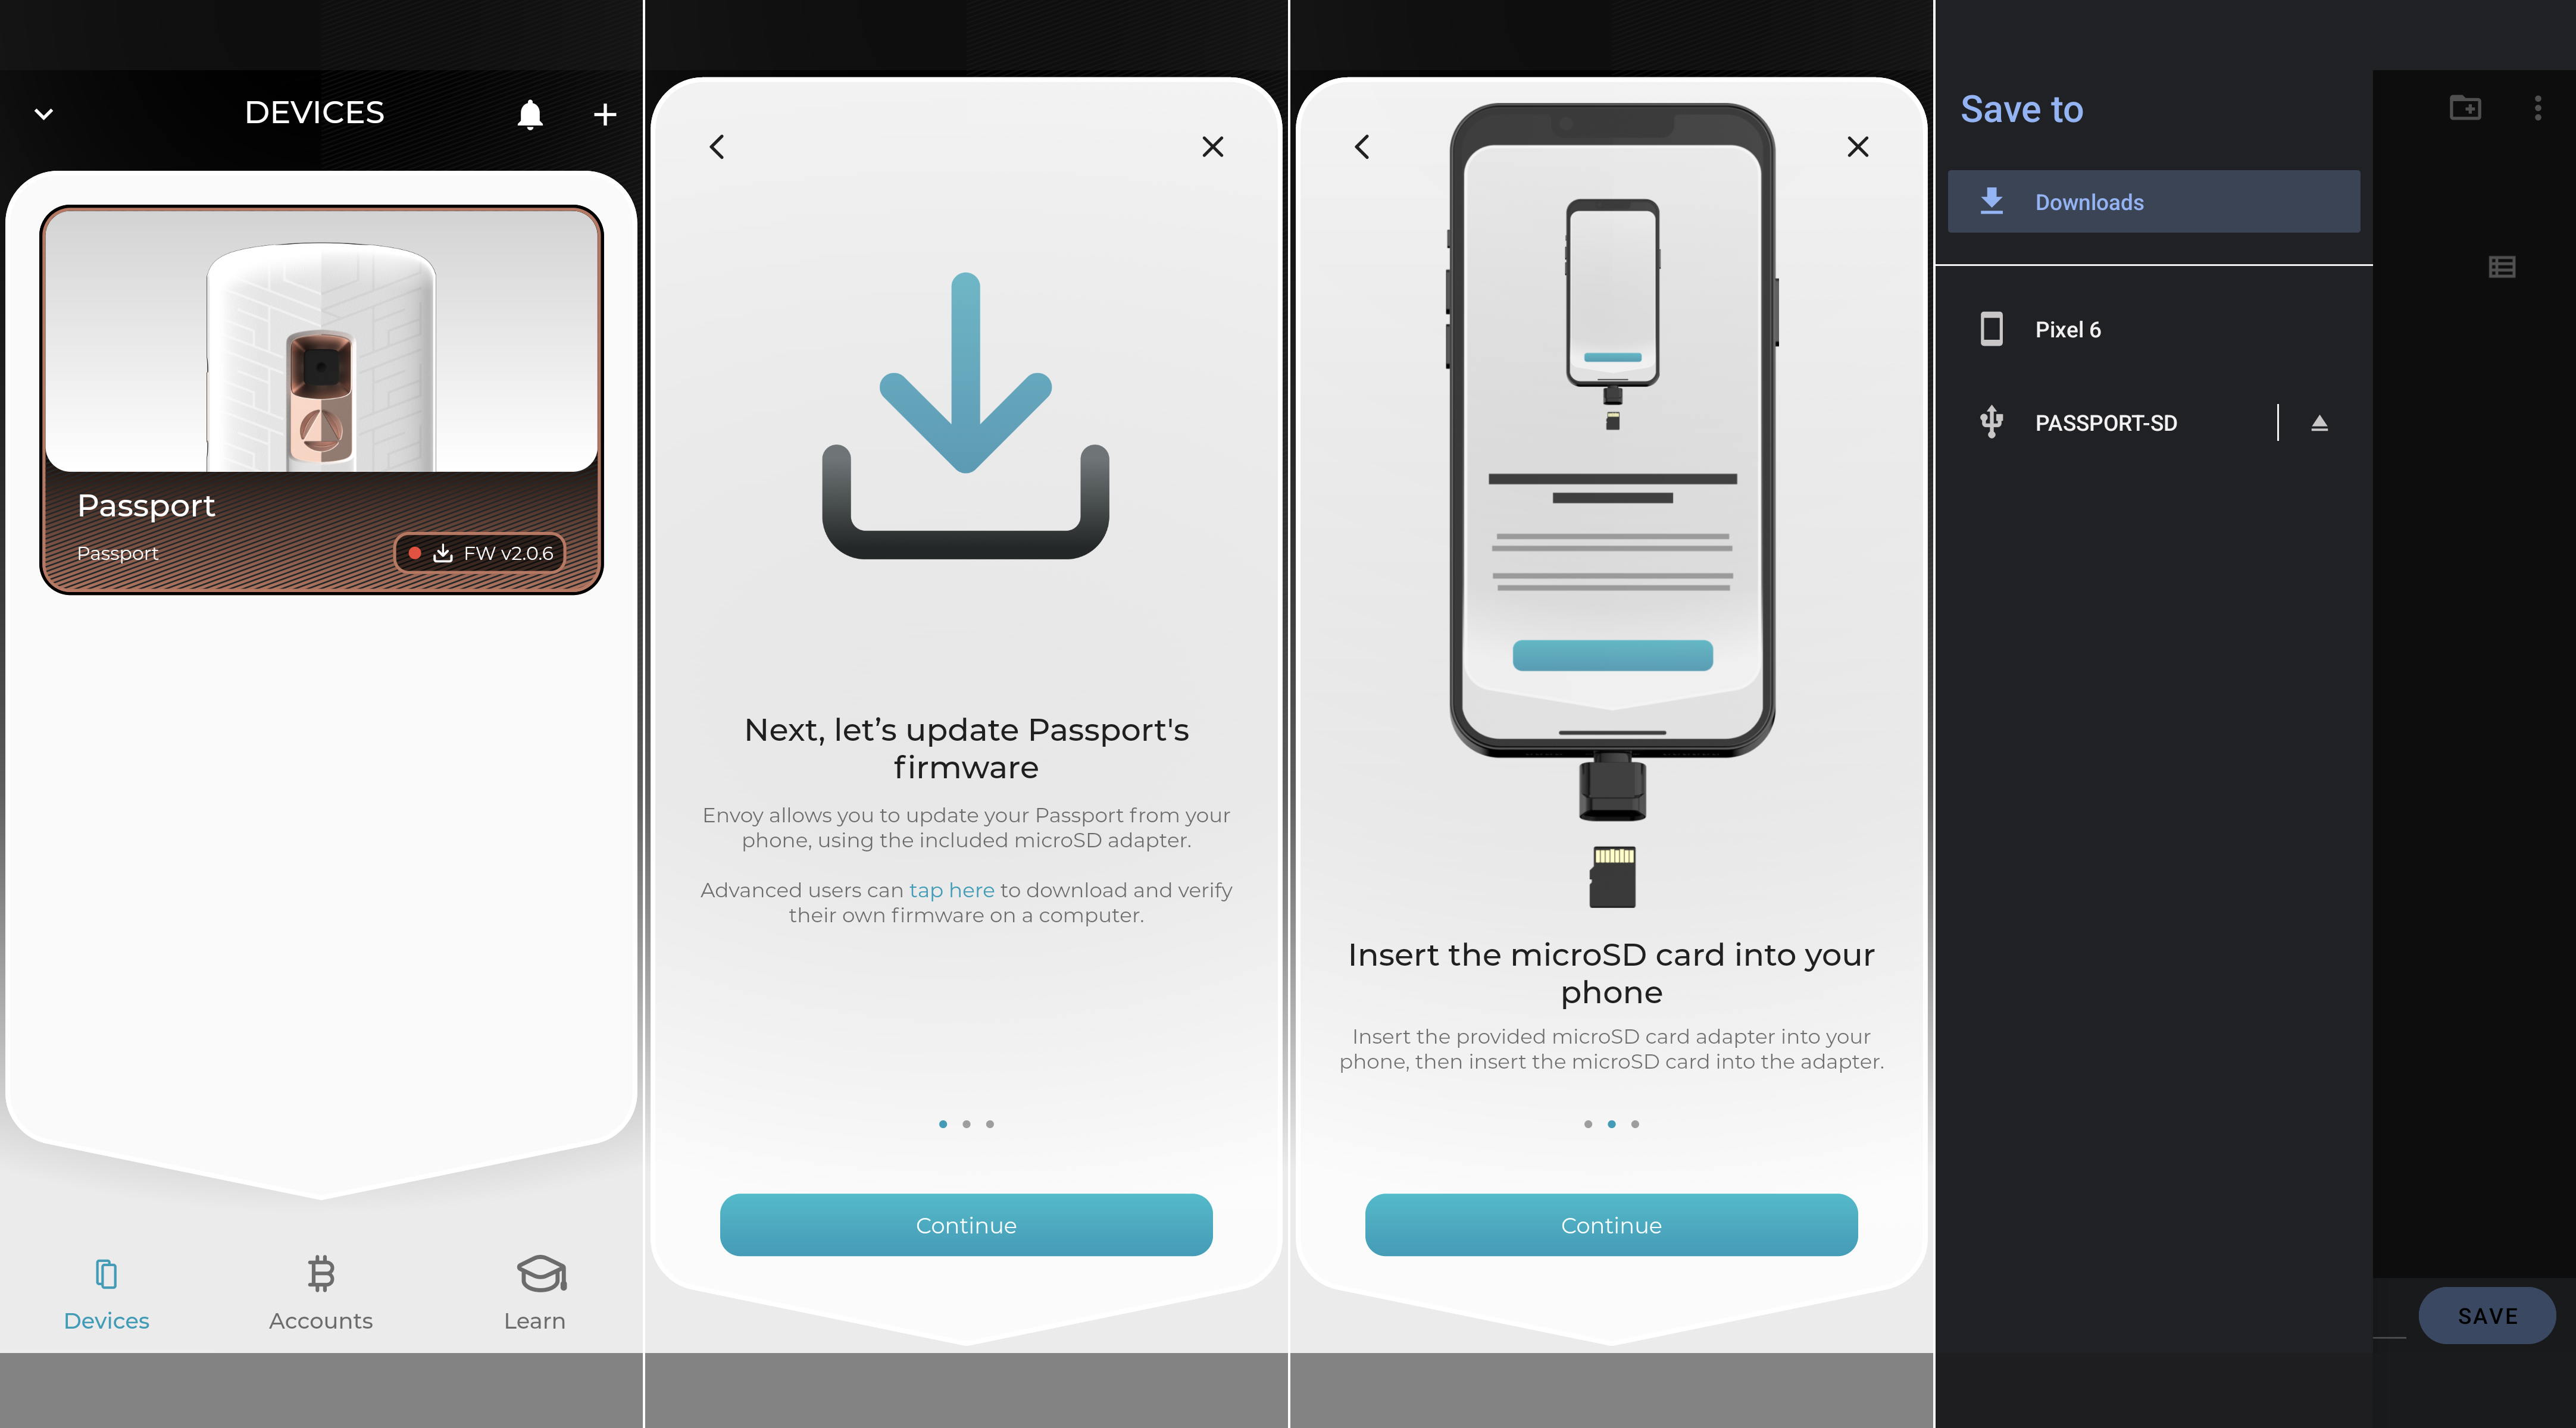 DEVICES
Passport
Passport
FW v2.0.6
Devices
Accounts
Learn
Next, let’s update Passport's
firmware
Envoy allows you to update your Passport from your
phone, using the included microSD adapter.
Advanced users can tap here to download and verify
their own firmware on a computer.
Continue
Insert the microSD card into your
phone
Insert the provided microSD card adapter into your
phone, then insert the microSD card into the adapter.
Continue
Save to
Downloads
Pixel 6
PASSPORT-SD
SAVE